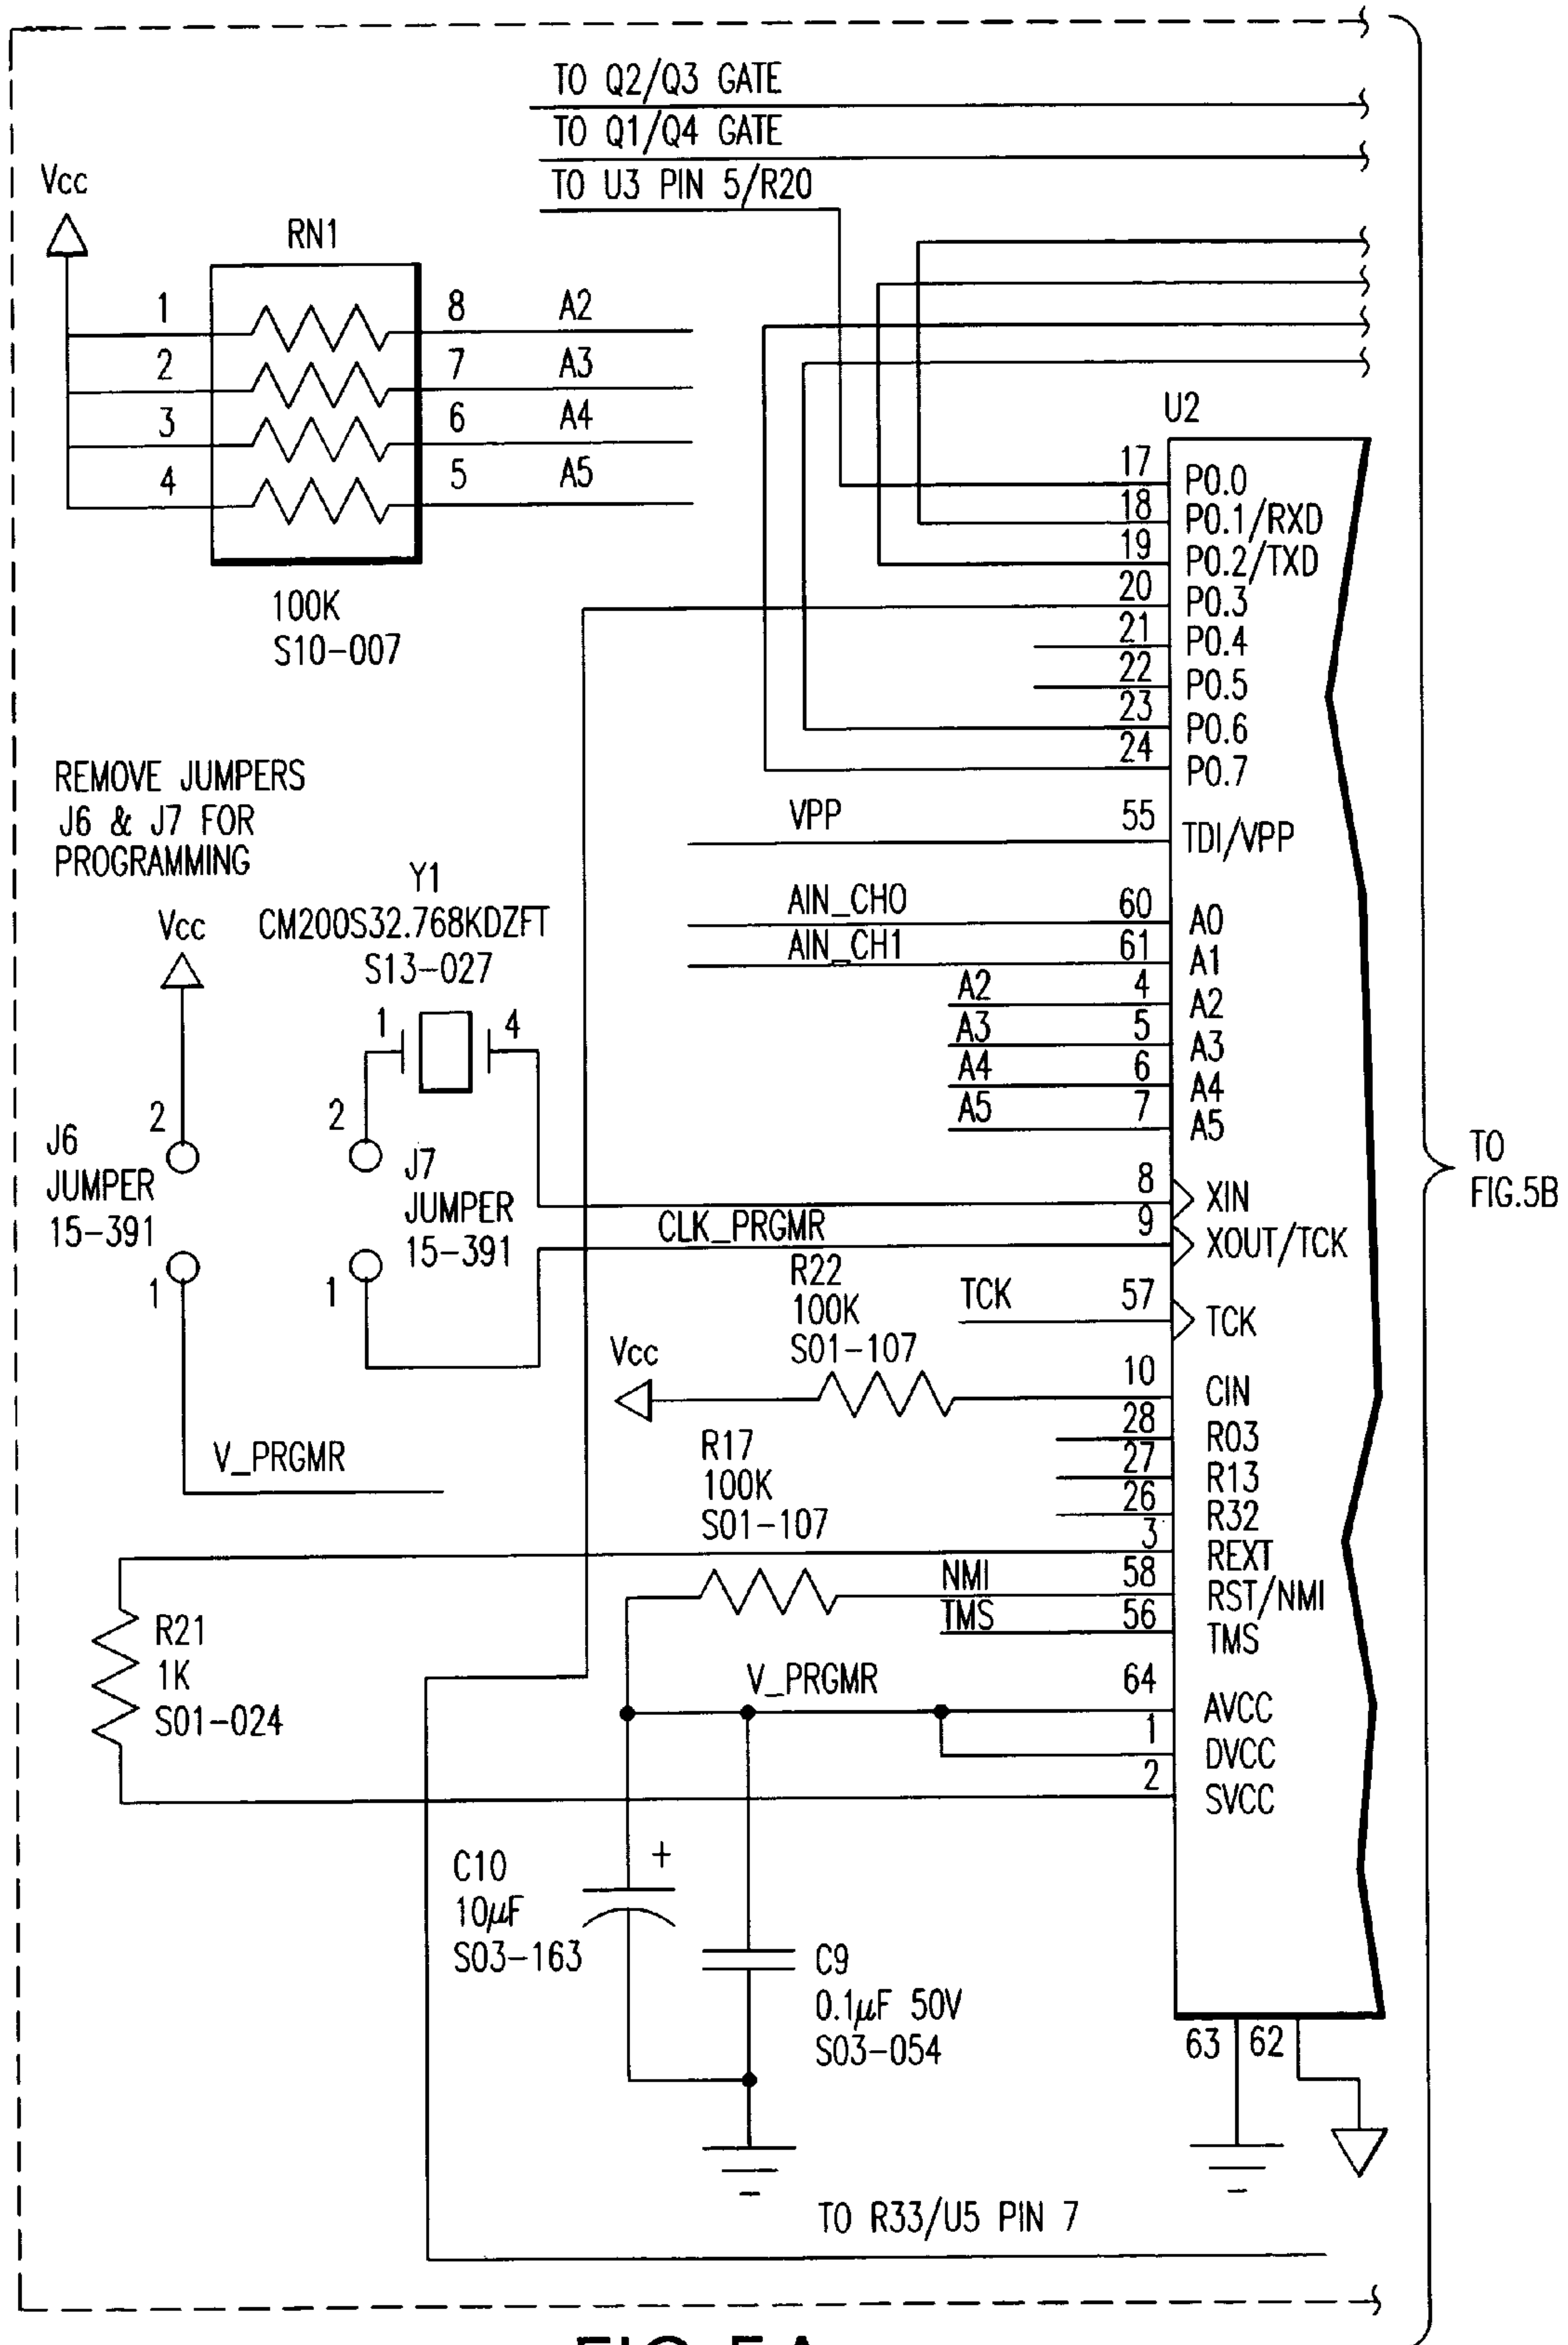 TO Q2/Q3 GATE
TO Q1/Q4 GATE
TO U3 PIN 5/R20
Vcc
RN1
1 8 A2
2 7 A3
3 6 A4
4 5 A5
100K
S10-007
U2
17 P0.0
18 P0.1/RXD
19 P0.2/TXD
20 P0.3
21 P0.4
22 P0.5
23 P0.6
24 P0.7
REMOVE JUMPERS
J6 & J7 FOR
PROGRAMMING
VPP 55 TDI/VPP
Y1
CM200S32.768KDZFT
S13-027
Vcc
AIN_CH0 60 A0
AIN_CH1 61 A1
A2 4 A2
A3 5 A3
A4 6 A4
A5 7 A5
1 4
2
2
J6
JUMPER
15-391
J7
JUMPER
15-391
1
1
TO
FIG.5B
8 XIN
CLK_PRGMR 9 XOUT/TCK
R22
100K
S01-107
TCK 57 TCK
Vcc
10 CIN
28 R03
27 R13
26 R32
3 REXT
V_PRGMR
R17
100K
S01-107
NMI 58 RST/NMI
TMS 56 TMS
R21
1K
S01-024
V_PRGMR 64 AVCC
1 DVCC
2 SVCC
C10
10µF
S03-163
+
C9
0.1µF 50V
S03-054
63 62
TO R33/U5 PIN 7